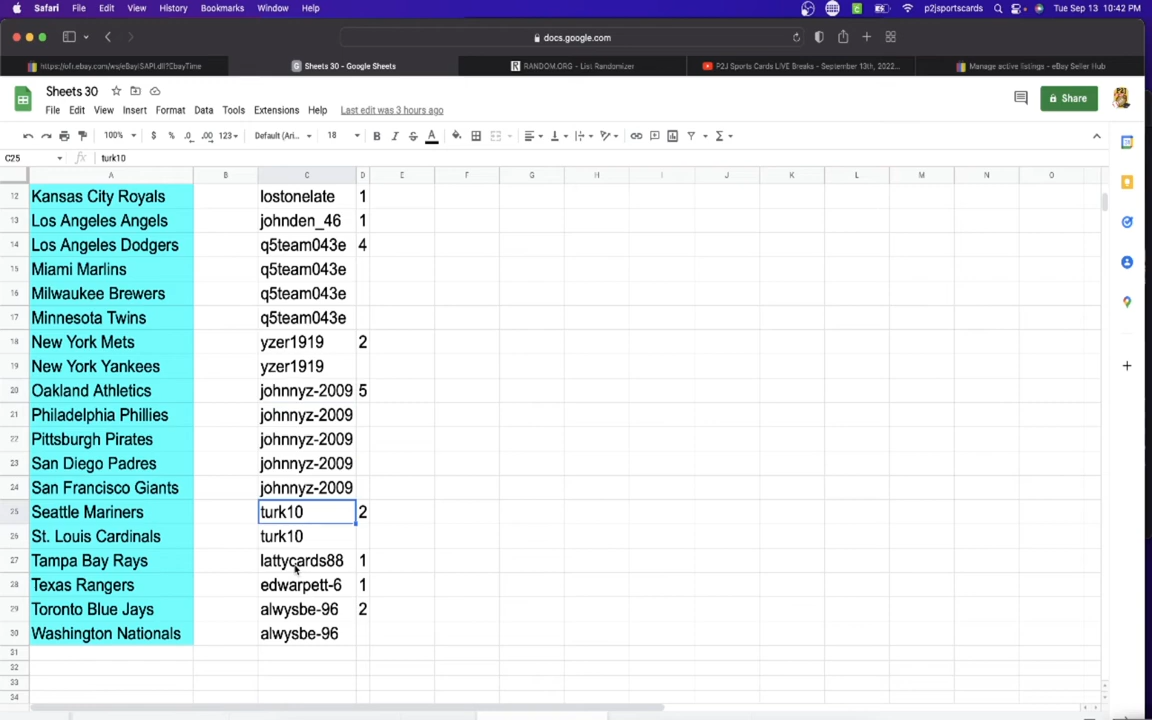 Safari File Edit View History Bookmarks Window Help p2jsportscards Tue Sep 13 10:42 PM
docs.google.com
https://ofr.ebay.com/ws/eBayISAPI.dll?EbayTime Sheets 30 - Google Sheets RANDOM.ORG - List Randomizer P2J Sports Cards LIVE Breaks - September 13th, 2022... Manage active listings - eBay Seller Hub
Sheets 30
File Edit View Insert Format Data Tools Extensions Help Last edit was 3 hours ago Share
100% $ % .0 .00 123 Default (Ari... 18 B I S A
C25 fx turk10
A B C D E F G H I J K L M N O
12 Kansas City Royals lostonelate 1
13 Los Angeles Angels johnden_46 1
14 Los Angeles Dodgers q5team043e 4
15 Miami Marlins q5team043e
16 Milwaukee Brewers q5team043e
17 Minnesota Twins q5team043e
18 New York Mets yzer1919 2
19 New York Yankees yzer1919
20 Oakland Athletics johnnyz-2009 5
21 Philadelphia Phillies johnnyz-2009
22 Pittsburgh Pirates johnnyz-2009
23 San Diego Padres johnnyz-2009
24 San Francisco Giants johnnyz-2009
25 Seattle Mariners turk10 2
26 St. Louis Cardinals turk10
27 Tampa Bay Rays lattycards88 1
28 Texas Rangers edwarpett-6 1
29 Toronto Blue Jays alwysbe-96 2
30 Washington Nationals alwysbe-96
31
32
33
34